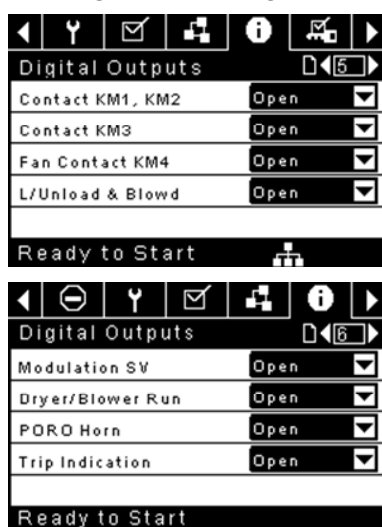 Digital Outputs 5
Contact KM1, KM2 Open
Contact KM3 Open
Fan Contact KM4 Open
L/Unload & Blowd Open
Ready to Start
Digital Outputs 6
Modulation SV Open
Dryer/Blower Run Open
PORO Horn Open
Trip Indication Open
Ready to Start